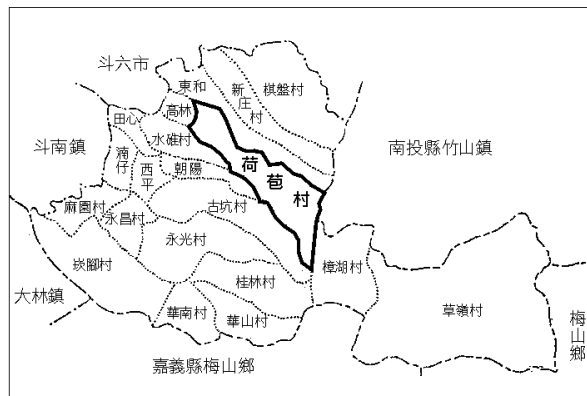 斗六市
東和
新庄村
棋盤村
高林
田心
水碓村
斗南鎮
湳仔
西平
朝陽
荷苞村
南投縣竹山鎮
麻園村
永昌村
古坑村
永光村
崁腳村
桂林村
樟湖村
大林鎮
華南村
華山村
草嶺村
梅山鄉
嘉義縣梅山鄉